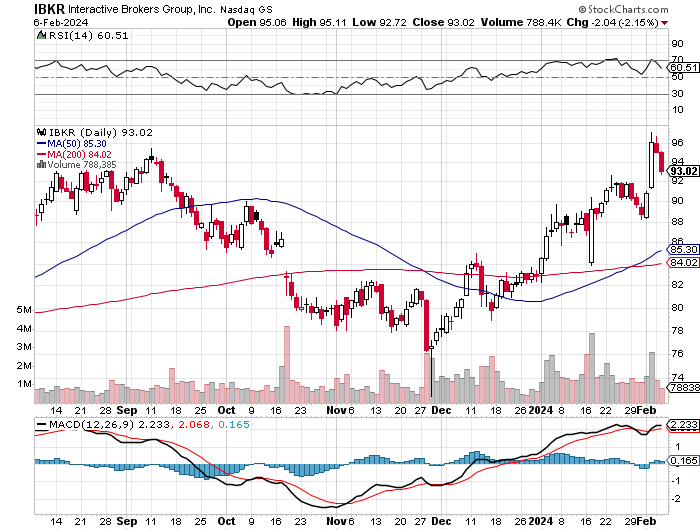 IBKR Interactive Brokers Group, Inc. Nasdaq GS © StockCharts.com
6-Feb-2024 Open 95.06 High 95.11 Low 92.72 Close 93.02 Volume 788.4K Chg -2.04 (-2.15%)
RSI(14) 60.51
90
70
60.51
50
30
10
IBKR (Daily) 93.02
MA(50) 85.30
MA(200) 84.02
Volume 788,385
96
94
93.02
92
90
88
86
85.30
84.02
82
80
78
76
74
5M
4M
3M
2M
1M
78838
14 21 28 Sep 11 18 25 Oct 9 16 23 Nov 6 13 20 27 Dec 11 18 26 2024 8 16 22 29 Feb
MACD(12,26,9) 2.233, 2.068, 0.165
2.233
1
0.165
-1
-2
14 21 28 Sep 11 18 25 Oct 9 16 23 Nov 6 13 20 27 Dec 11 18 26 2024 8 16 22 29 Feb